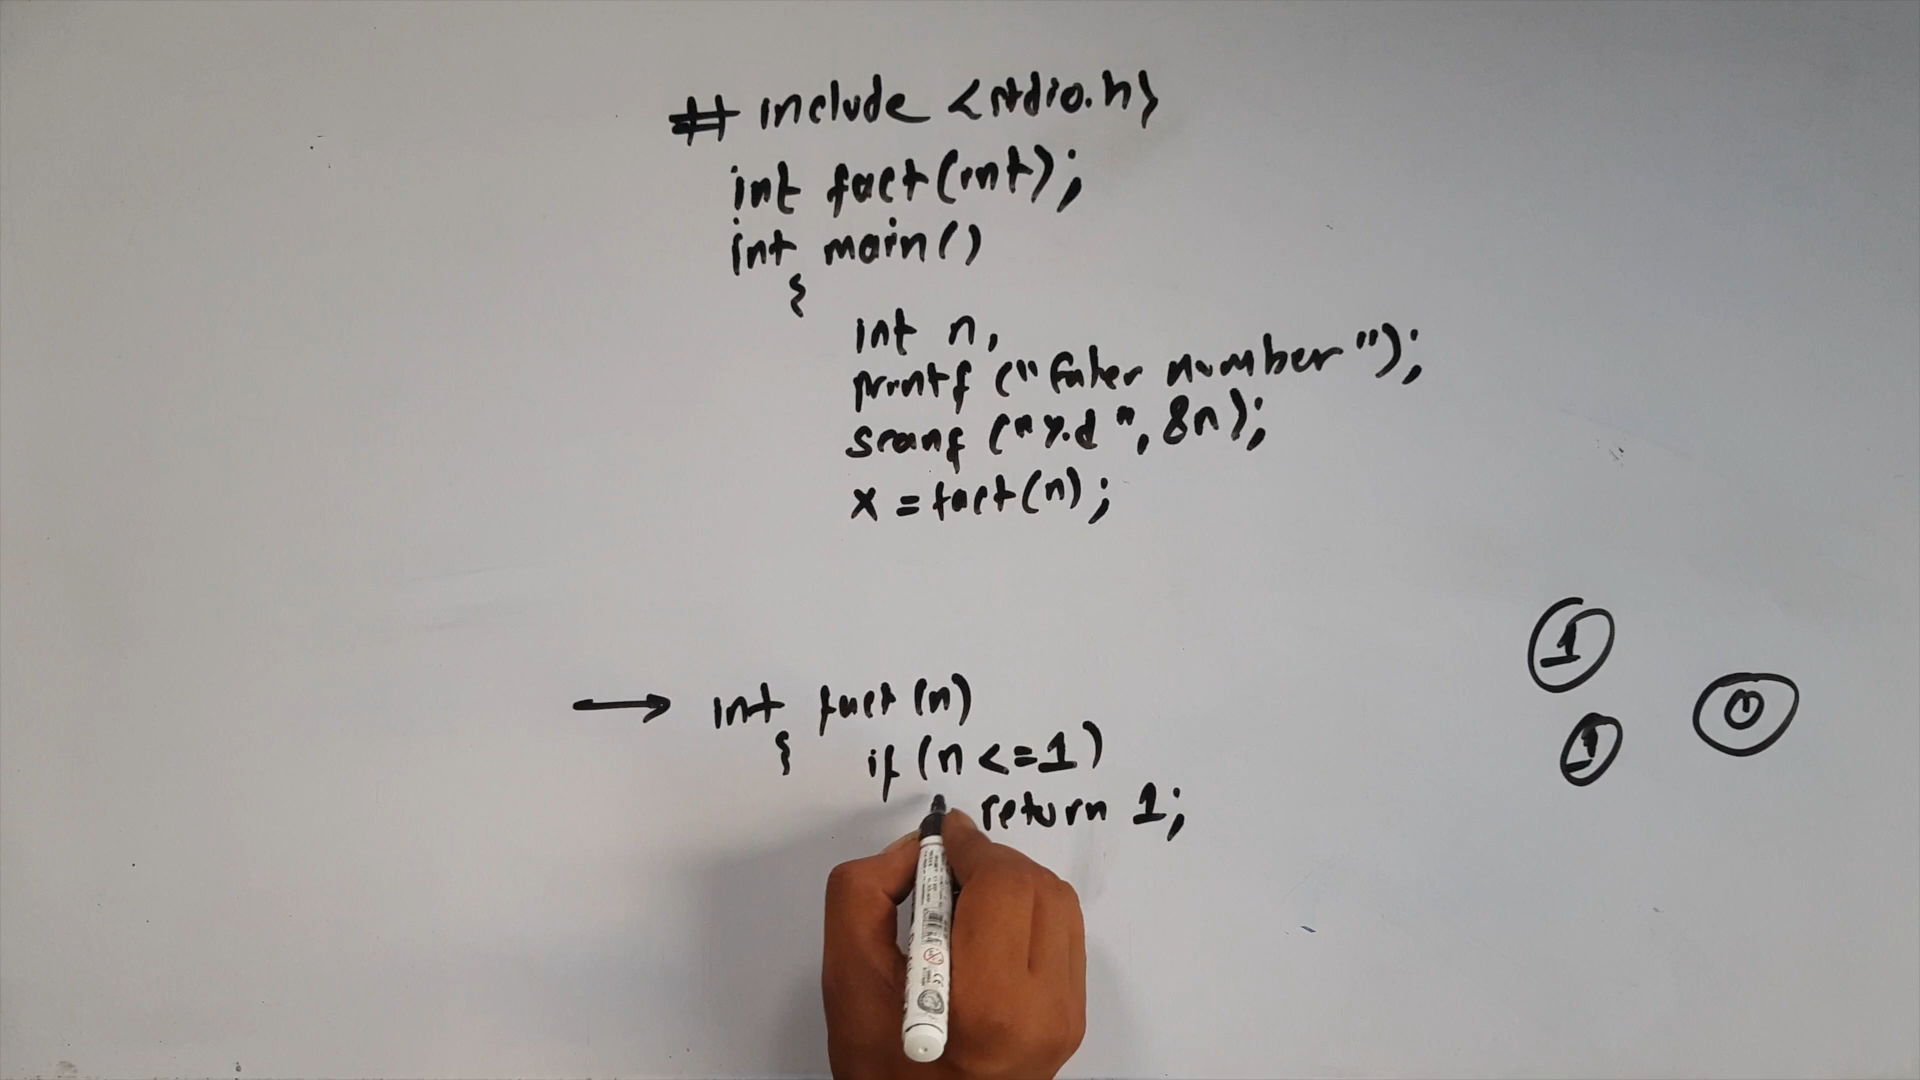 # include <stdio.h>
int fact(int);
int main()
{
int n,
printf ("Enter number");
scanf ("%d", &n);
x = fact(n);
int fact (n)
{ if (n <= 1)
return 1;
1
0
1